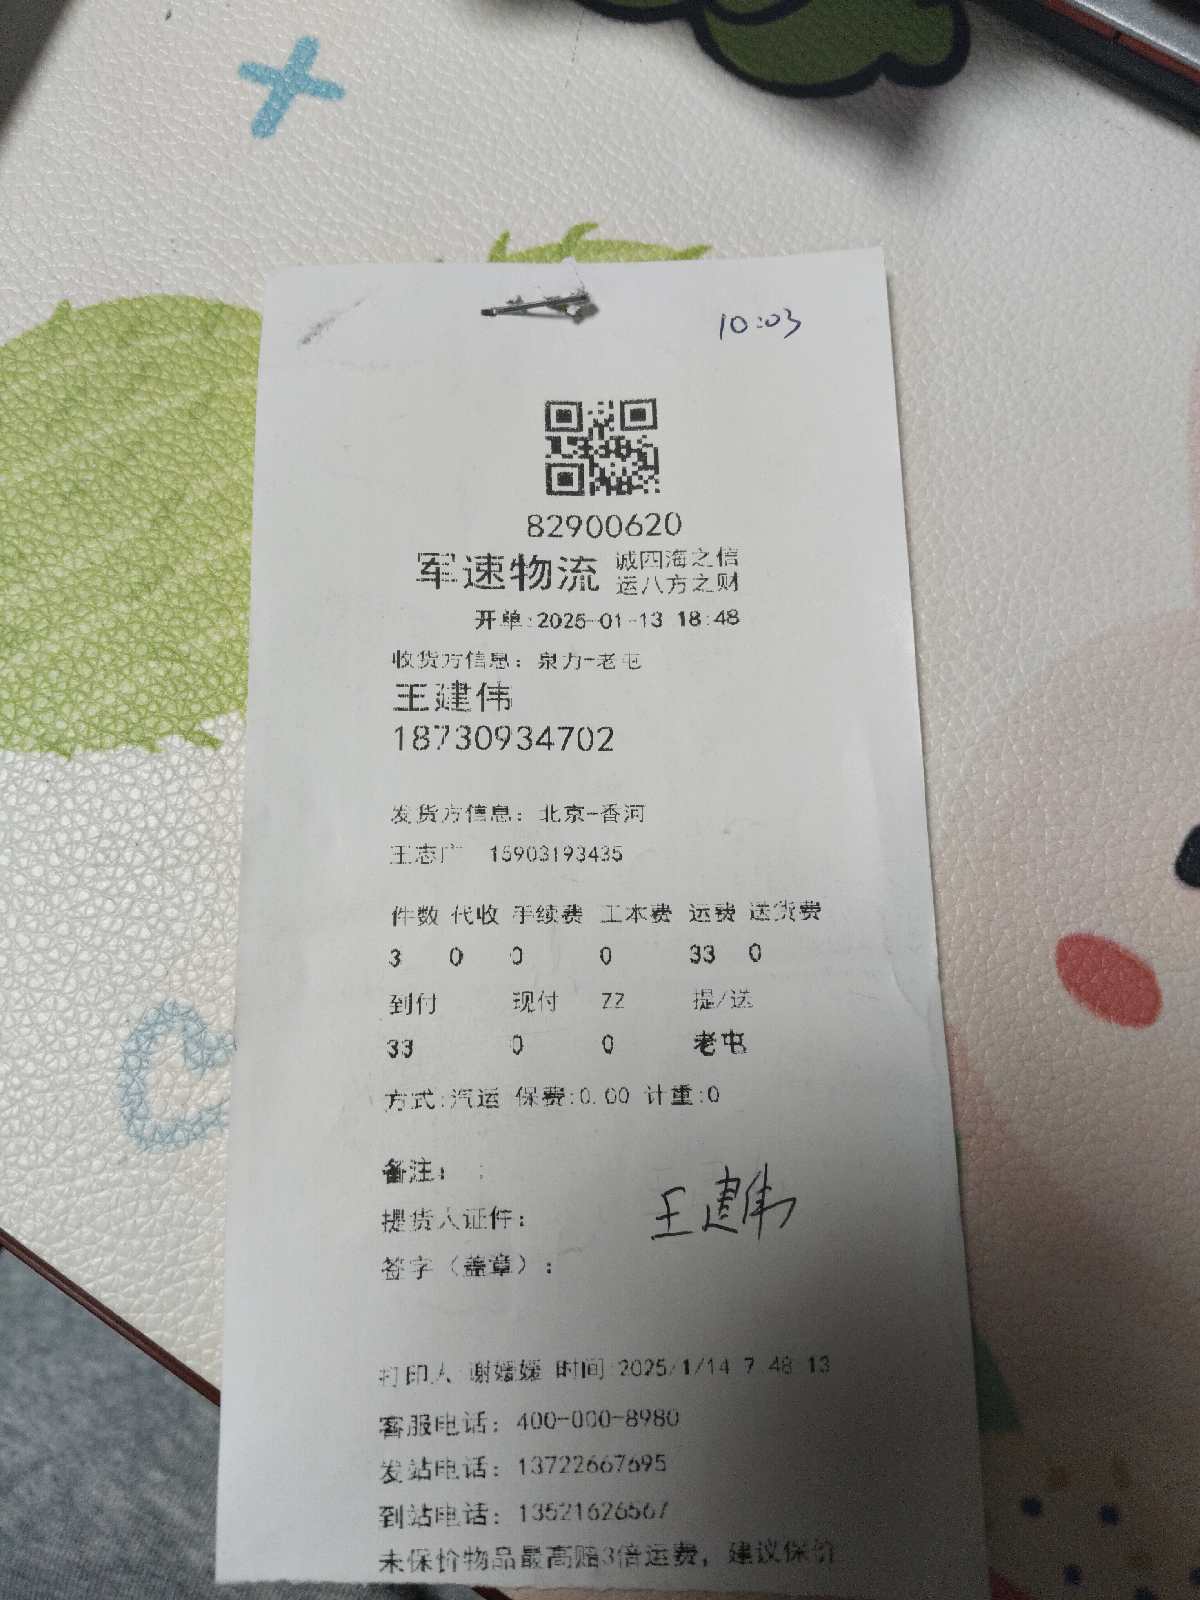 10:03
82900620
军速物流 诚四海之信
运八方之财
开单:2025-01-13 18:48
收货方信息：泉方-老屯
王建伟
18730934702
发货方信息：北京-香河
王志广 15903193435
件数 代收 手续费 工本费 运费 送货费
3 0 0 0 33 0
到付 现付 ZZ 提/送
33 0 0 老屯
方式:汽运 保费:0.00 计重:0
备注： :
提货人证件：
王建伟
签字（盖章）：
打印人:谢媛媛 时间:2025/1/14 7:48:13
客服电话：400-000-8980
发站电话：13722667695
到站电话：13521626567
未保价物品最高赔3倍运费，建议保价